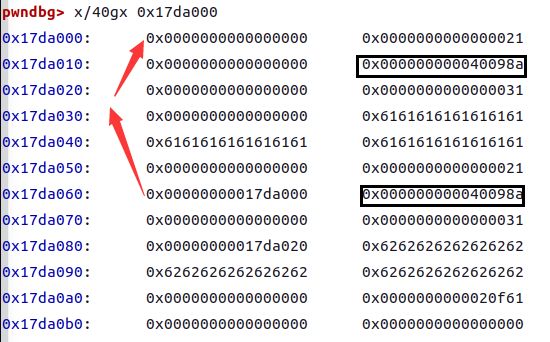 pwndbg> x/40gx 0x17da000
0x17da000: 0x0000000000000000 0x0000000000000021
0x17da010: 0x0000000000000000 0x000000000040098a
0x17da020: 0x0000000000000000 0x0000000000000031
0x17da030: 0x0000000000000000 0x6161616161616161
0x17da040: 0x6161616161616161 0x6161616161616161
0x17da050: 0x0000000000000000 0x0000000000000021
0x17da060: 0x00000000017da000 0x000000000040098a
0x17da070: 0x0000000000000000 0x0000000000000031
0x17da080: 0x00000000017da020 0x6262626262626262
0x17da090: 0x6262626262626262 0x6262626262626262
0x17da0a0: 0x0000000000000000 0x0000000000020f61
0x17da0b0: 0x0000000000000000 0x0000000000000000